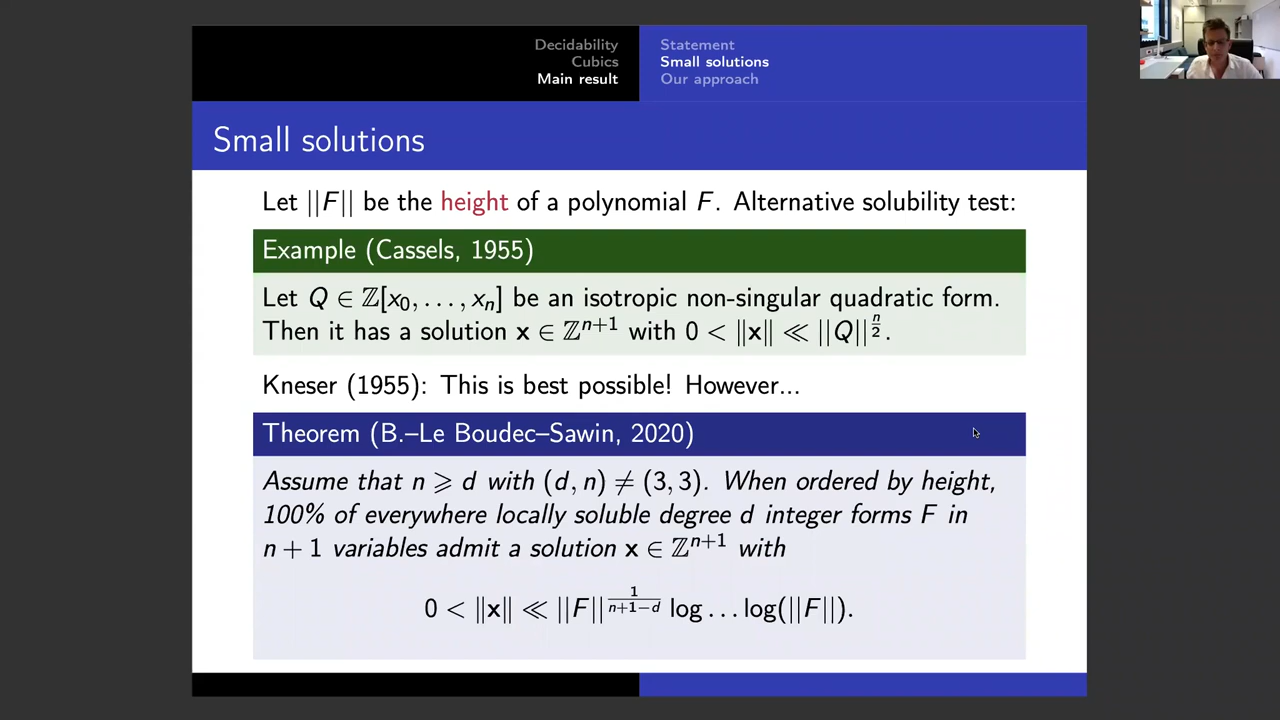 Decidability
Cubics
Main result
Statement
Small solutions
Our approach
Small solutions
Let ||F|| be the height of a polynomial F. Alternative solubility test:
Example (Cassels, 1955)
Let Q ∈ ℤ[x₀, . . . , xₙ] be an isotropic non-singular quadratic form.
Then it has a solution x ∈ ℤⁿ⁺¹ with 0 < ‖x‖ ≪ ||Q||^{n/2}.
Kneser (1955): This is best possible! However...
Theorem (B.–Le Boudec–Sawin, 2020)
Assume that n ⩾ d with (d, n) ≠ (3, 3). When ordered by height,
100% of everywhere locally soluble degree d integer forms F in
n + 1 variables admit a solution x ∈ ℤⁿ⁺¹ with
0 < ‖x‖ ≪ ||F||^{1/(n+1−d)} log . . . log(||F||).